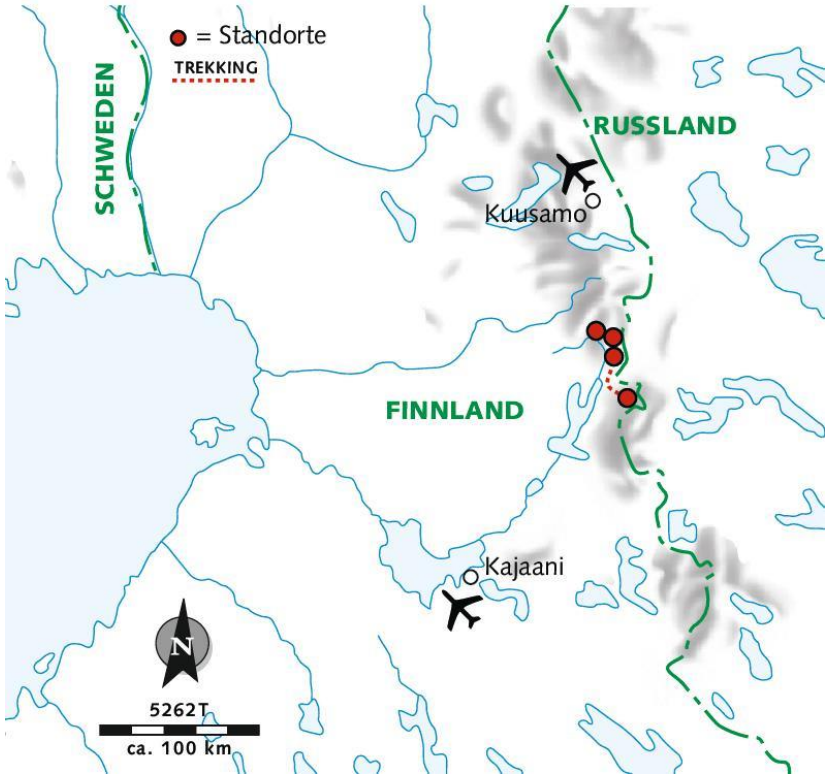 = Standorte
TREKKING
SCHWEDEN
RUSSLAND
Kuusamo
FINNLAND
Kajaani
N
5262T
ca. 100 km